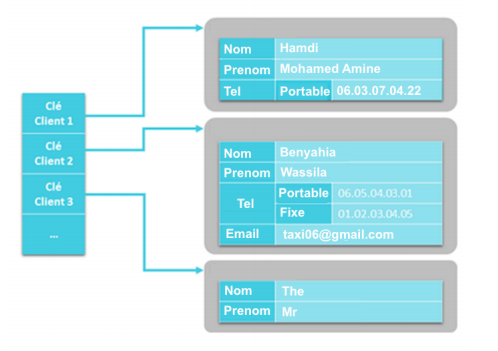 Clé
Client 1
Clé
Client 2
Clé
Client 3
...
Nom Hamdi
Prenom Mohamed Amine
Tel Portable 06.03.07.04.22
Nom Benyahia
Prenom Wassila
Tel Portable 06.05.04.03.01
Fixe 01.02.03.04.05
Email taxi06@gmail.com
Nom The
Prenom Mr